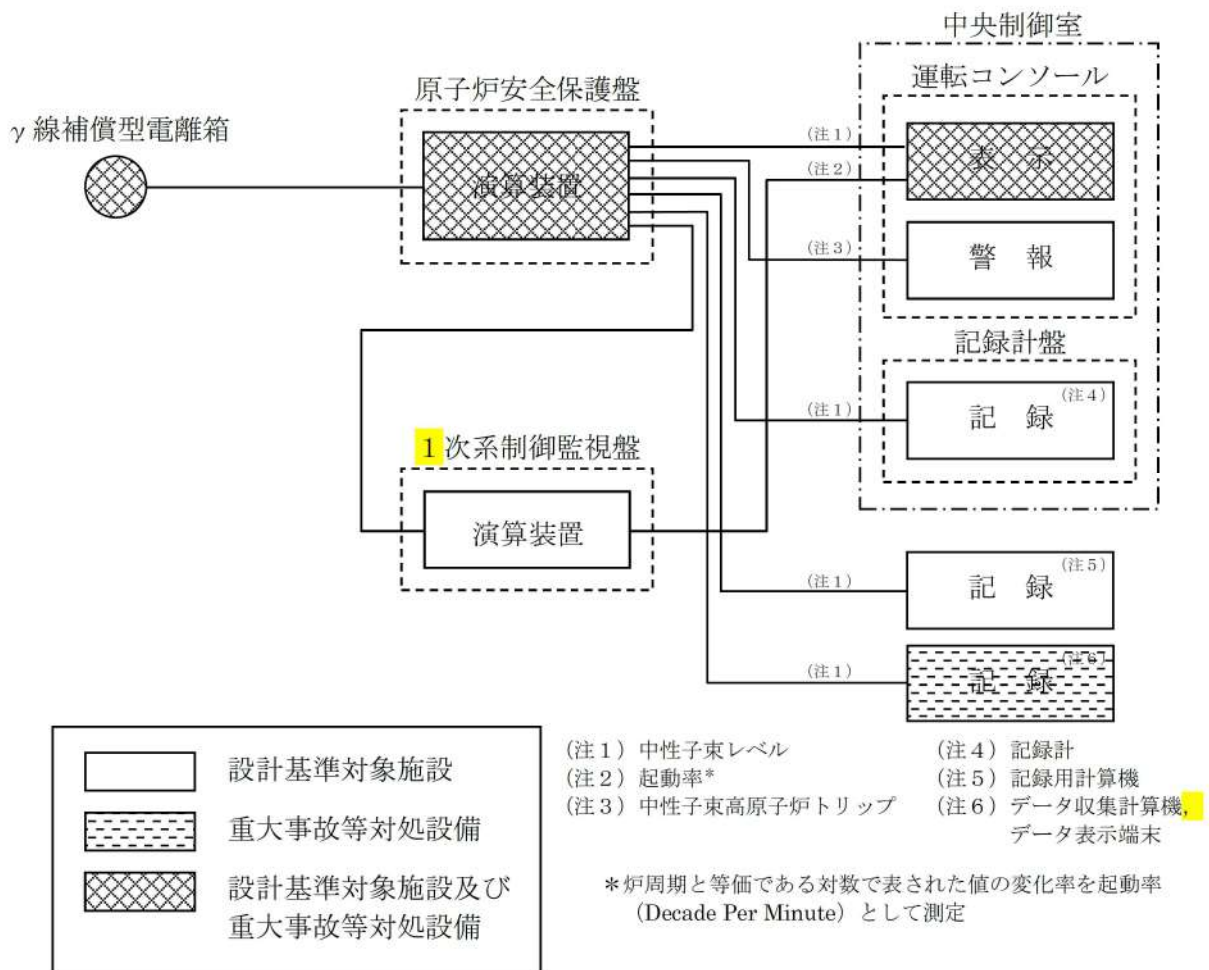 中央制御室
運転コンソール
原子炉安全保護盤
γ線補償型電離箱
演算装置
(注1)
表 示
(注2)
(注3)
警 報
記録計盤
(注1)
記 録
(注4)
1次系制御監視盤
演算装置
(注1)
記 録
(注5)
(注1)
記 録
(注6)
設計基準対象施設
重大事故等対処設備
設計基準対象施設及び
重大事故等対処設備
(注1)中性子束レベル
(注2)起動率*
(注3)中性子束高原子炉トリップ
(注4)記録計
(注5)記録用計算機
(注6)データ収集計算機,
データ表示端末
*炉周期と等価である対数で表された値の変化率を起動率
(Decade Per Minute)として測定